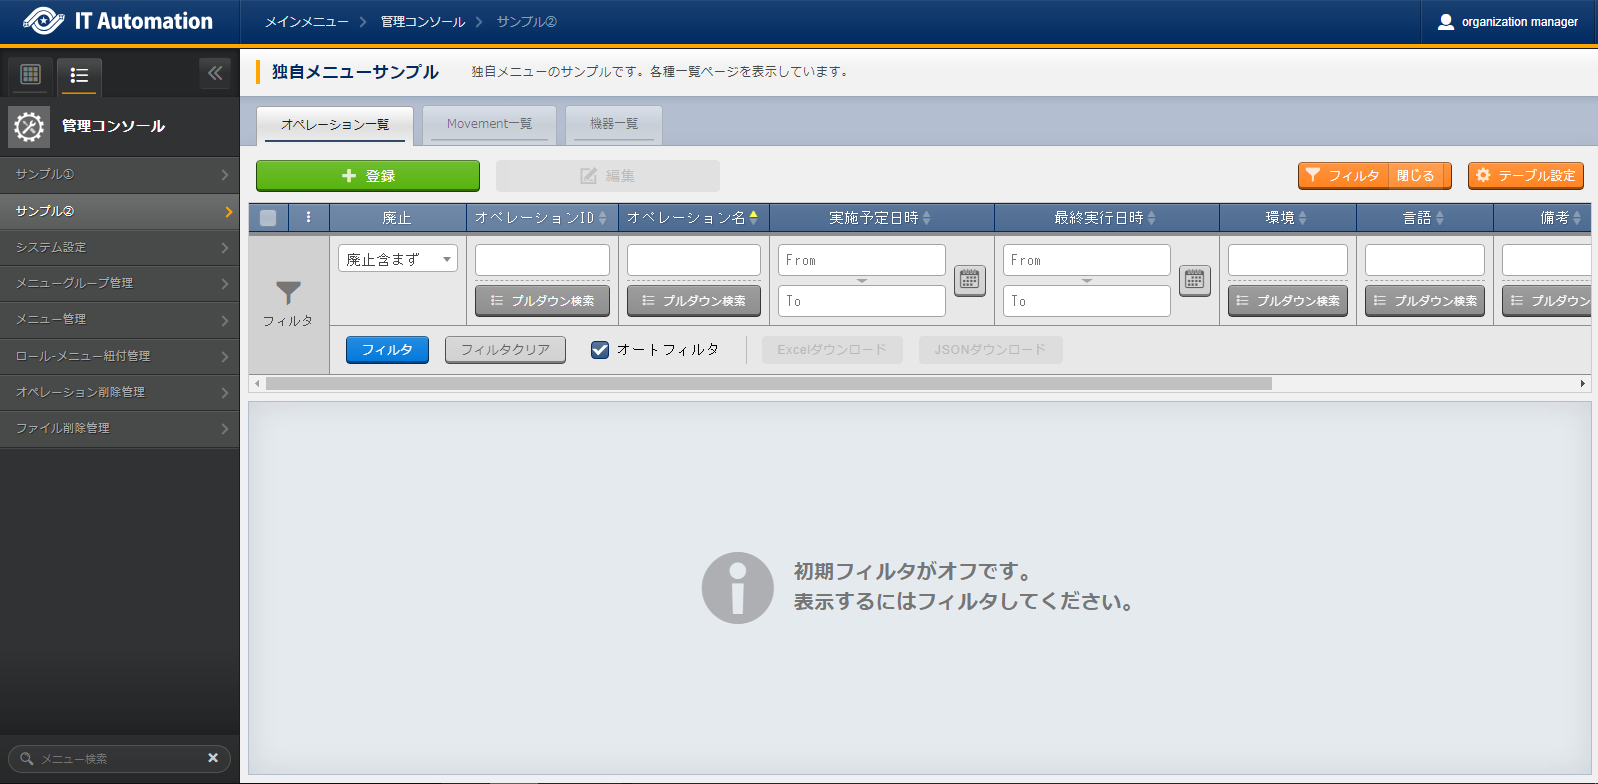 IT Automation
メインメニュー
管理コンソール
サンプル②
organization manager
管理コンソール
サンプル①
サンプル②
システム設定
メニューグループ管理
メニュー管理
ロール-メニュー紐付管理
オペレーション削除管理
ファイル削除管理
メニュー検索
独自メニューサンプル
独自メニューのサンプルです。各種一覧ページを表示しています。
オペレーション一覧
Movement一覧
機器一覧
登録
編集
フィルタ
閉じる
テーブル設定
廃止
オペレーションID
オペレーション名
実施予定日時
最終実行日時
環境
言語
備考
フィルタ
廃止含まず
From
From
プルダウン検索
プルダウン検索
To
To
プルダウン検索
プルダウン検索
プルダウン
フィルタ
フィルタクリア
オートフィルタ
Excelダウンロード
JSONダウンロード
初期フィルタがオフです。
表示するにはフィルタしてください。